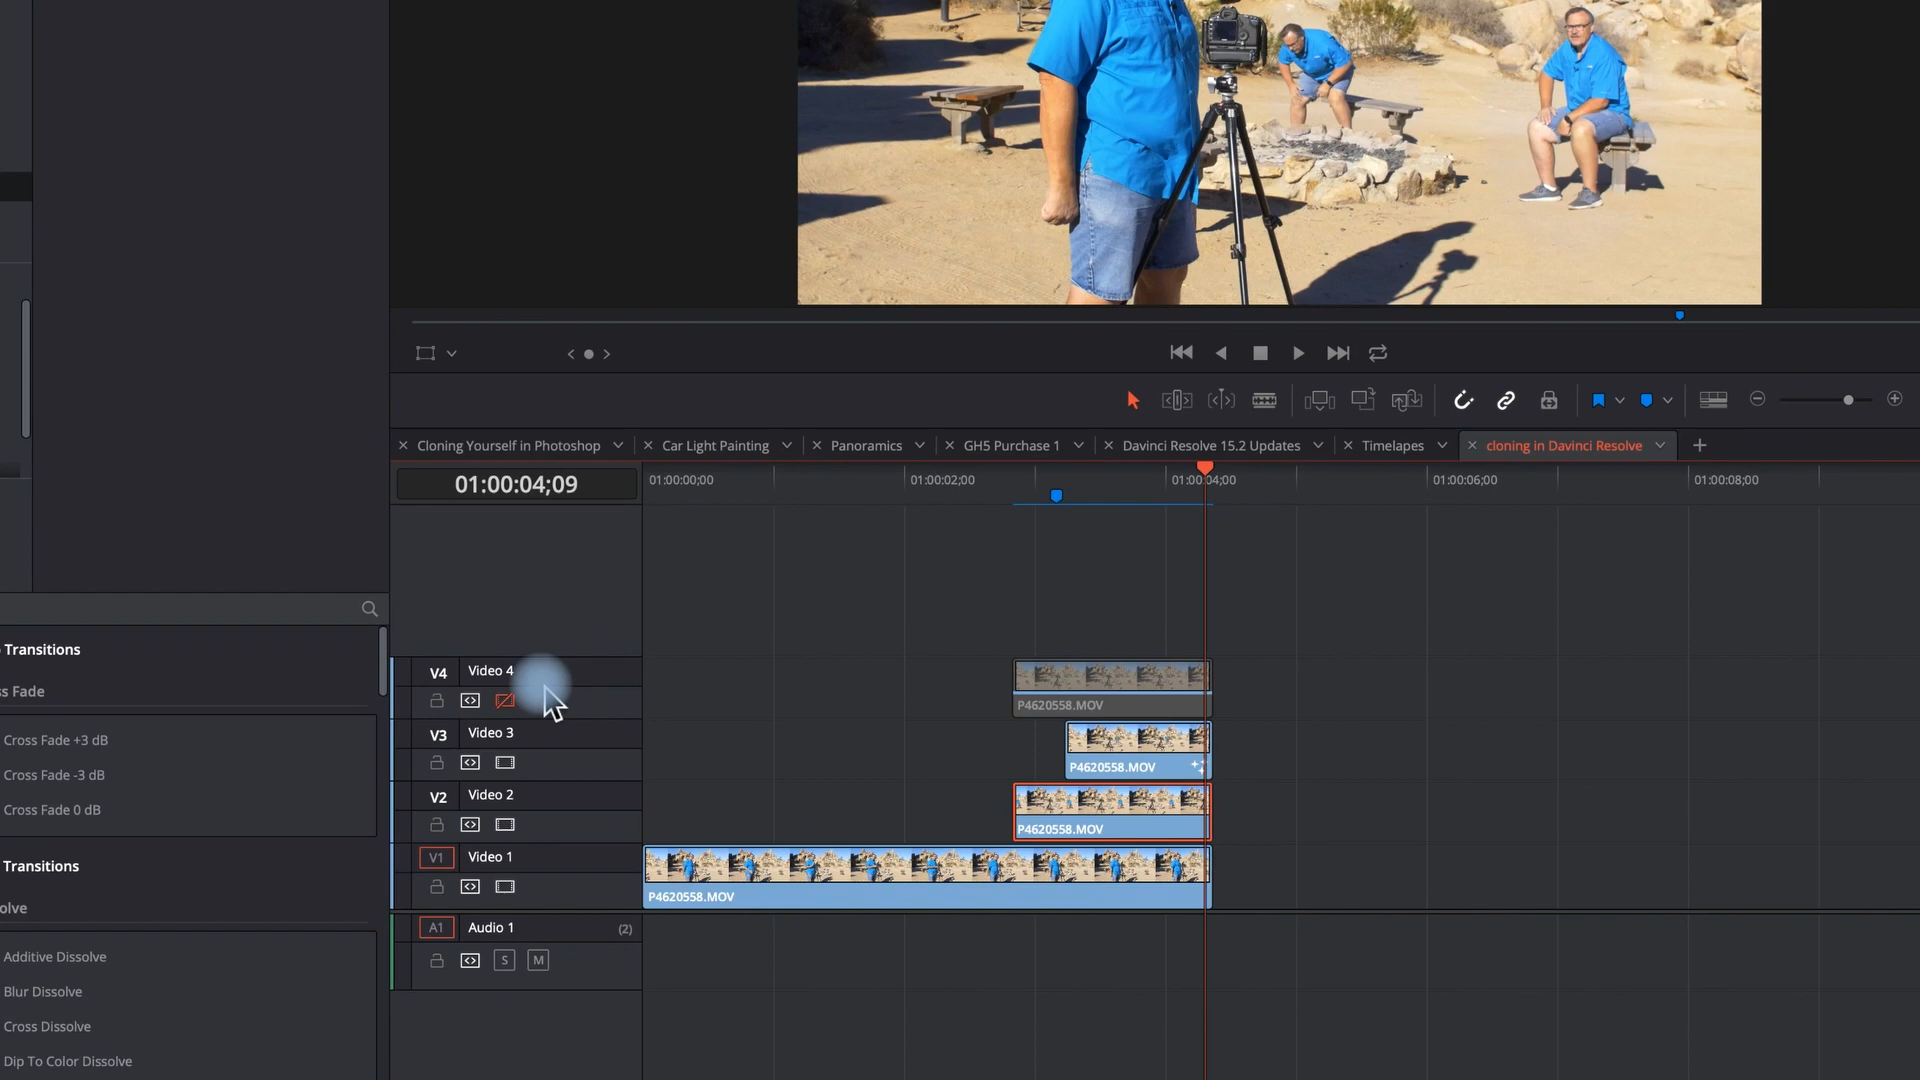 Cloning Yourself in Photoshop
Car Light Painting
Panoramics
GH5 Purchase 1
Davinci Resolve 15.2 Updates
Timelapes
cloning in Davinci Resolve
01:00:04;09
01:00:00;00
01:00:02;00
01:00:04;00
01:00:06;00
01:00:08;00
Transitions
ss Fade
Cross Fade +3 dB
Cross Fade -3 dB
Cross Fade 0 dB
Transitions
olve
Additive Dissolve
Blur Dissolve
Cross Dissolve
Dip To Color Dissolve
V4
Video 4
P4620558.MOV
V3
Video 3
P4620558.MOV
V2
Video 2
P4620558.MOV
V1
Video 1
P4620558.MOV
A1
Audio 1
(2)
S
M